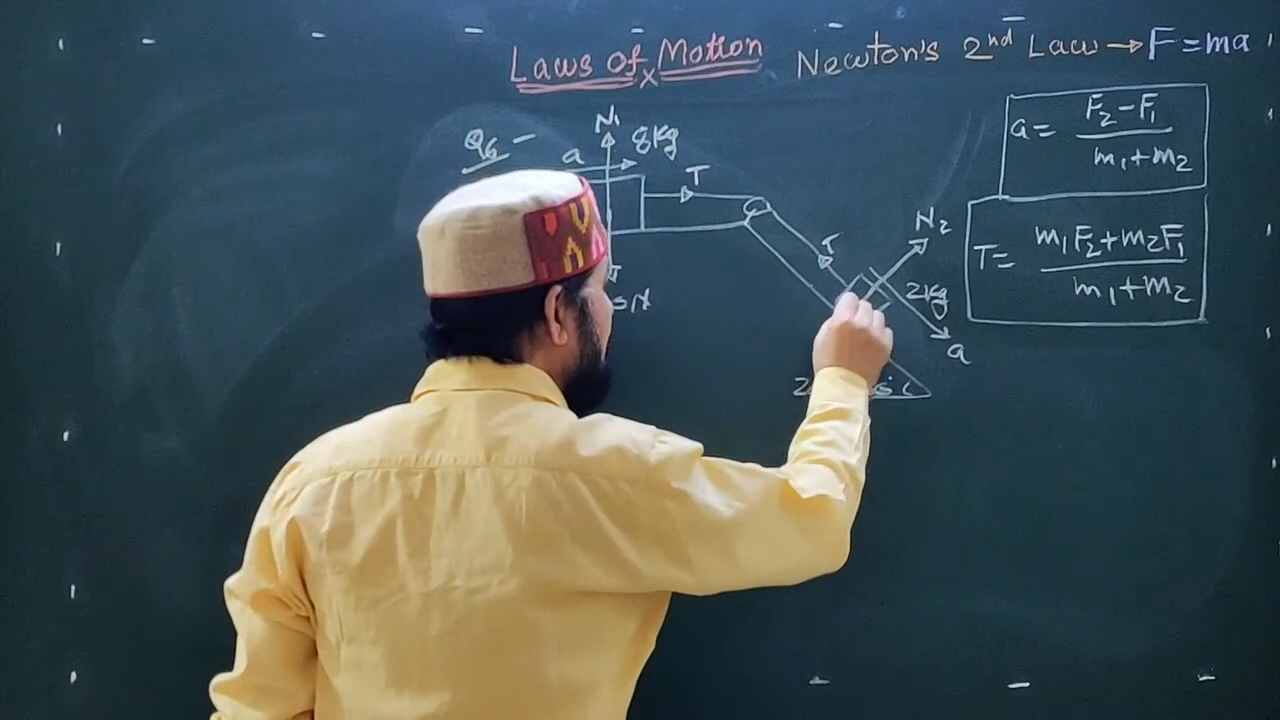 Laws of Motion Newton's 2nd Law → F = ma
Q6 -
N1
a
8kg
T
T
N2
2kg
a
a = F2 - F1 / m1 + m2
T = m1F2 + m2F1 / m1 + m2